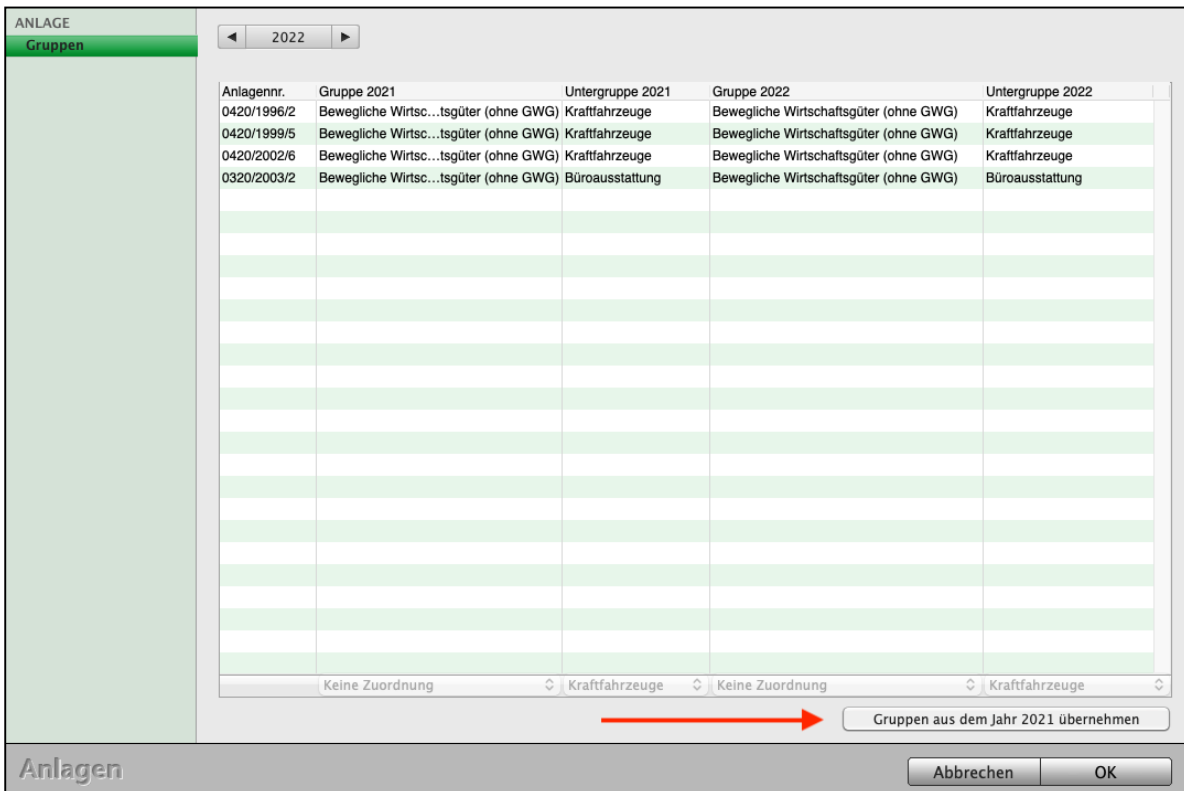 ANLAGE
Gruppen
◀ 2022 ▶
Anlagennr. Gruppe 2021 Untergruppe 2021 Gruppe 2022 Untergruppe 2022
0420/1996/2 Bewegliche Wirtsc…tsgüter (ohne GWG) Kraftfahrzeuge Bewegliche Wirtschaftsgüter (ohne GWG) Kraftfahrzeuge
0420/1999/5 Bewegliche Wirtsc…tsgüter (ohne GWG) Kraftfahrzeuge Bewegliche Wirtschaftsgüter (ohne GWG) Kraftfahrzeuge
0420/2002/6 Bewegliche Wirtsc…tsgüter (ohne GWG) Kraftfahrzeuge Bewegliche Wirtschaftsgüter (ohne GWG) Kraftfahrzeuge
0320/2003/2 Bewegliche Wirtsc…tsgüter (ohne GWG) Büroausstattung Bewegliche Wirtschaftsgüter (ohne GWG) Büroausstattung
Keine Zuordnung Kraftfahrzeuge Keine Zuordnung Kraftfahrzeuge
Gruppen aus dem Jahr 2021 übernehmen
Anlagen Abbrechen OK